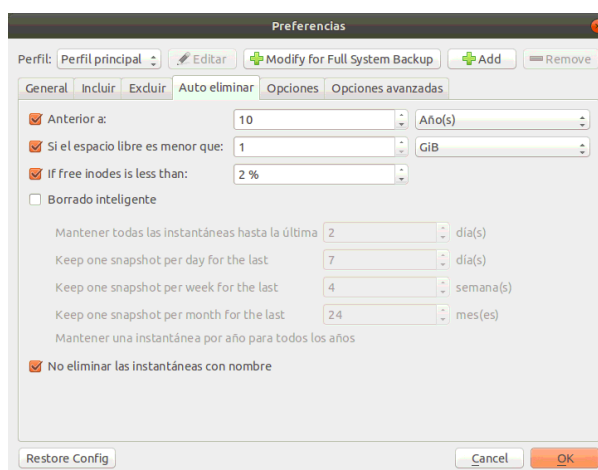 Preferencias
Perfil: Perfil principal Editar Modify for Full System Backup Add Remove
General Incluir Excluir Auto eliminar Opciones Opciones avanzadas
Anterior a: 10 Año(s)
Si el espacio libre es menor que: 1 GiB
If free inodes is less than: 2 %
Borrado inteligente
Mantener todas las instantáneas hasta la última 2 día(s)
Keep one snapshot per day for the last 7 día(s)
Keep one snapshot per week for the last 4 semana(s)
Keep one snapshot per month for the last 24 mes(es)
Mantener una instantánea por año para todos los años
No eliminar las instantáneas con nombre
Restore Config Cancel OK